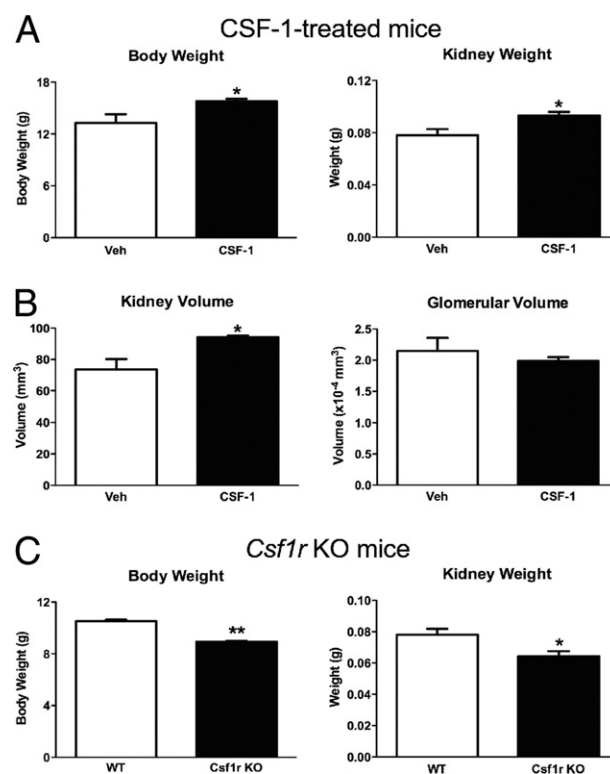 A
CSF-1-treated mice
Body Weight
Body Weight (g)
18
12
6
0
*
Veh
CSF-1
Kidney Weight
Weight (g)
0.12
0.08
0.04
0.00
*
Veh
CSF-1
B
Kidney Volume
Volume (mm³)
100
80
60
40
20
0
*
Veh
CSF-1
Glomerular Volume
Volume (x10⁻⁴ mm³)
2.5
2.0
1.5
1.0
0.5
0.0
Veh
CSF-1
C
Csf1r KO mice
Body Weight
Body Weight (g)
12
8
4
0
**
WT
Csf1r KO
Kidney Weight
Weight (g)
0.10
0.08
0.06
0.04
0.02
0.00
*
WT
Csf1r KO